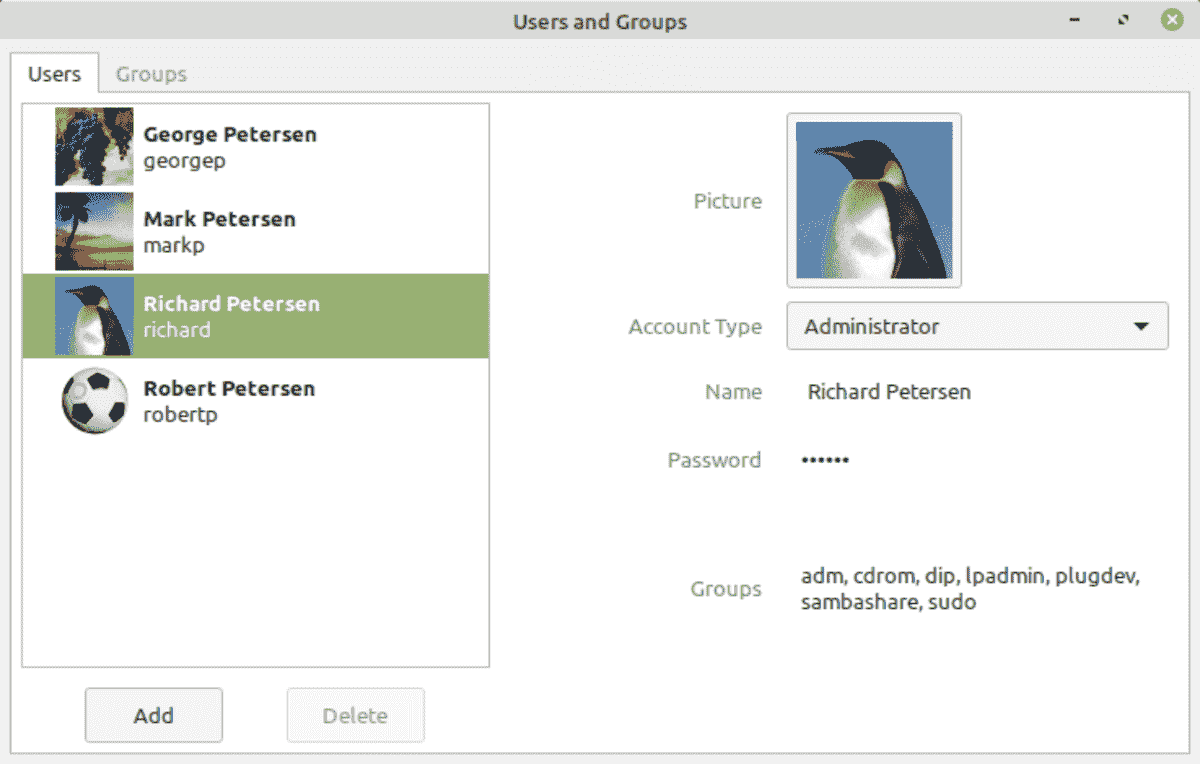 Users and Groups
Users
Groups
George Petersen
georgep
Mark Petersen
markp
Richard Petersen
richard
Robert Petersen
robertp
Add
Delete
Picture
Account Type
Administrator
Name
Richard Petersen
Password
••••••
Groups
adm, cdrom, dip, lpadmin, plugdev,
sambashare, sudo